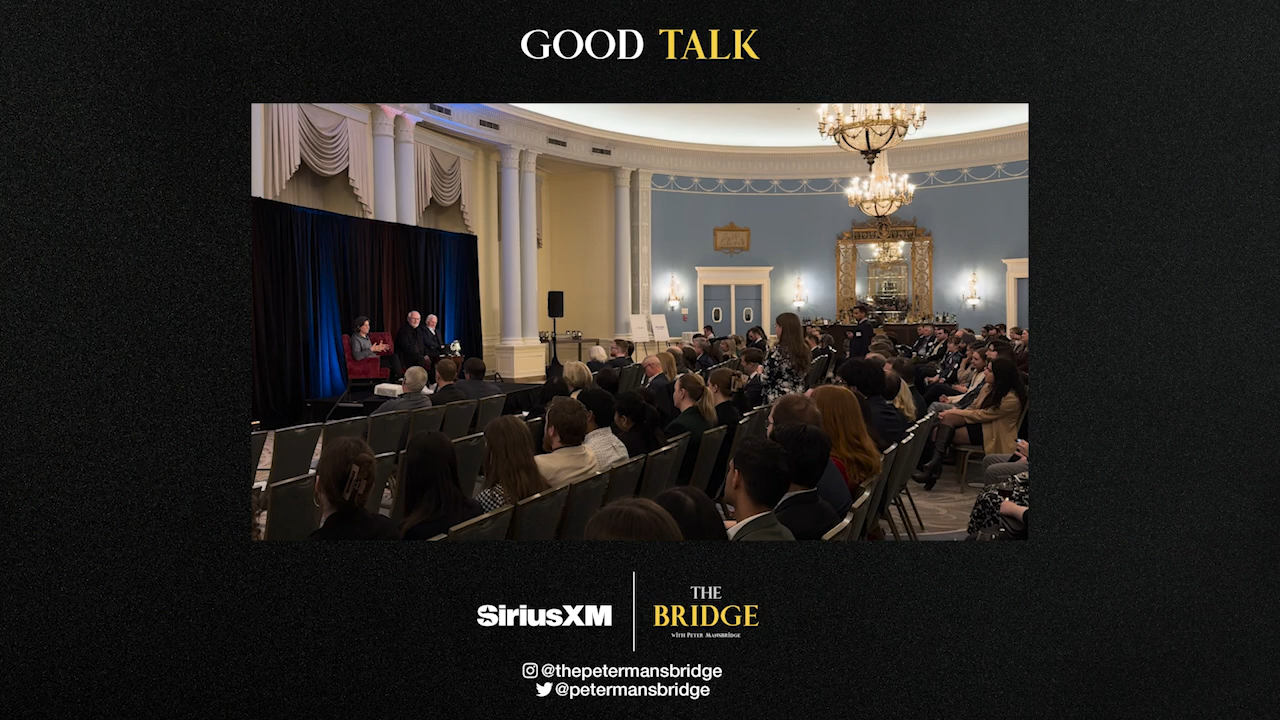 GOOD TALK
SiriusXM
THE
BRIDGE
WITH PETER MANSBRIDGE
@thepetermansbridge
@petermansbridge